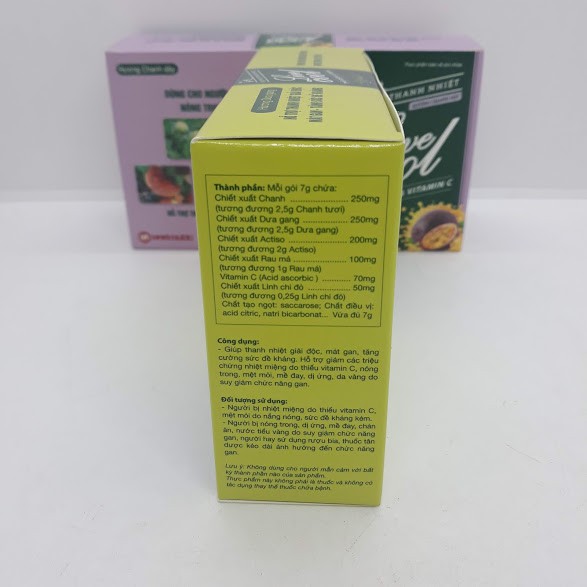 Hương Chanh dây
DÙNG CHO NGƯỜI
THANH NHIỆT
VITAMIN C
Thành phần: Mỗi gói 7g chứa:
Chiết xuất Chanh ..................... 250mg
(tương đương 2,5g Chanh tươi)
Chiết xuất Dưa gang ................ 250mg
(tương đương 2,5g Dưa gang)
Chiết xuất Actiso ..................... 200mg
(tương đương 2g Actiso)
Chiết xuất Rau má ................... 100mg
(tương đương 1g Rau má)
Vitamin C (Acid ascorbic ) .......... 70mg
Chiết xuất Linh chi đỏ ............... 50mg
(tương đương 0,25g Linh chi đỏ)
Chất tạo ngọt: saccarose; Chất điều vị:
acid citric, natri bicarbonat... Vừa đủ 7g
Công dụng:
- Giúp thanh nhiệt giải độc, mát gan, tăng
cường sức đề kháng. Hỗ trợ giảm các triệu
chứng nhiệt miệng do thiếu vitamin C, nóng
trong, mệt mỏi, mề đay, dị ứng, da vàng do
suy giảm chức năng gan.
Đối tượng sử dụng:
- Người bị nhiệt miệng do thiếu vitamin C,
mệt mỏi do nắng nóng, sức đề kháng kém.
- Người bị nóng trong, dị ứng, mề đay, chán
ăn, nước tiểu vàng do suy giảm chức năng
gan, người hay sử dụng rượu bia, thuốc tân
dược kéo dài ảnh hưởng đến chức năng
gan.
Lưu ý: Không dùng cho người mẫn cảm với bất
kỳ thành phần nào của sản phẩm.
Thực phẩm này không phải là thuốc và không có
tác dụng thay thế thuốc chữa bệnh.